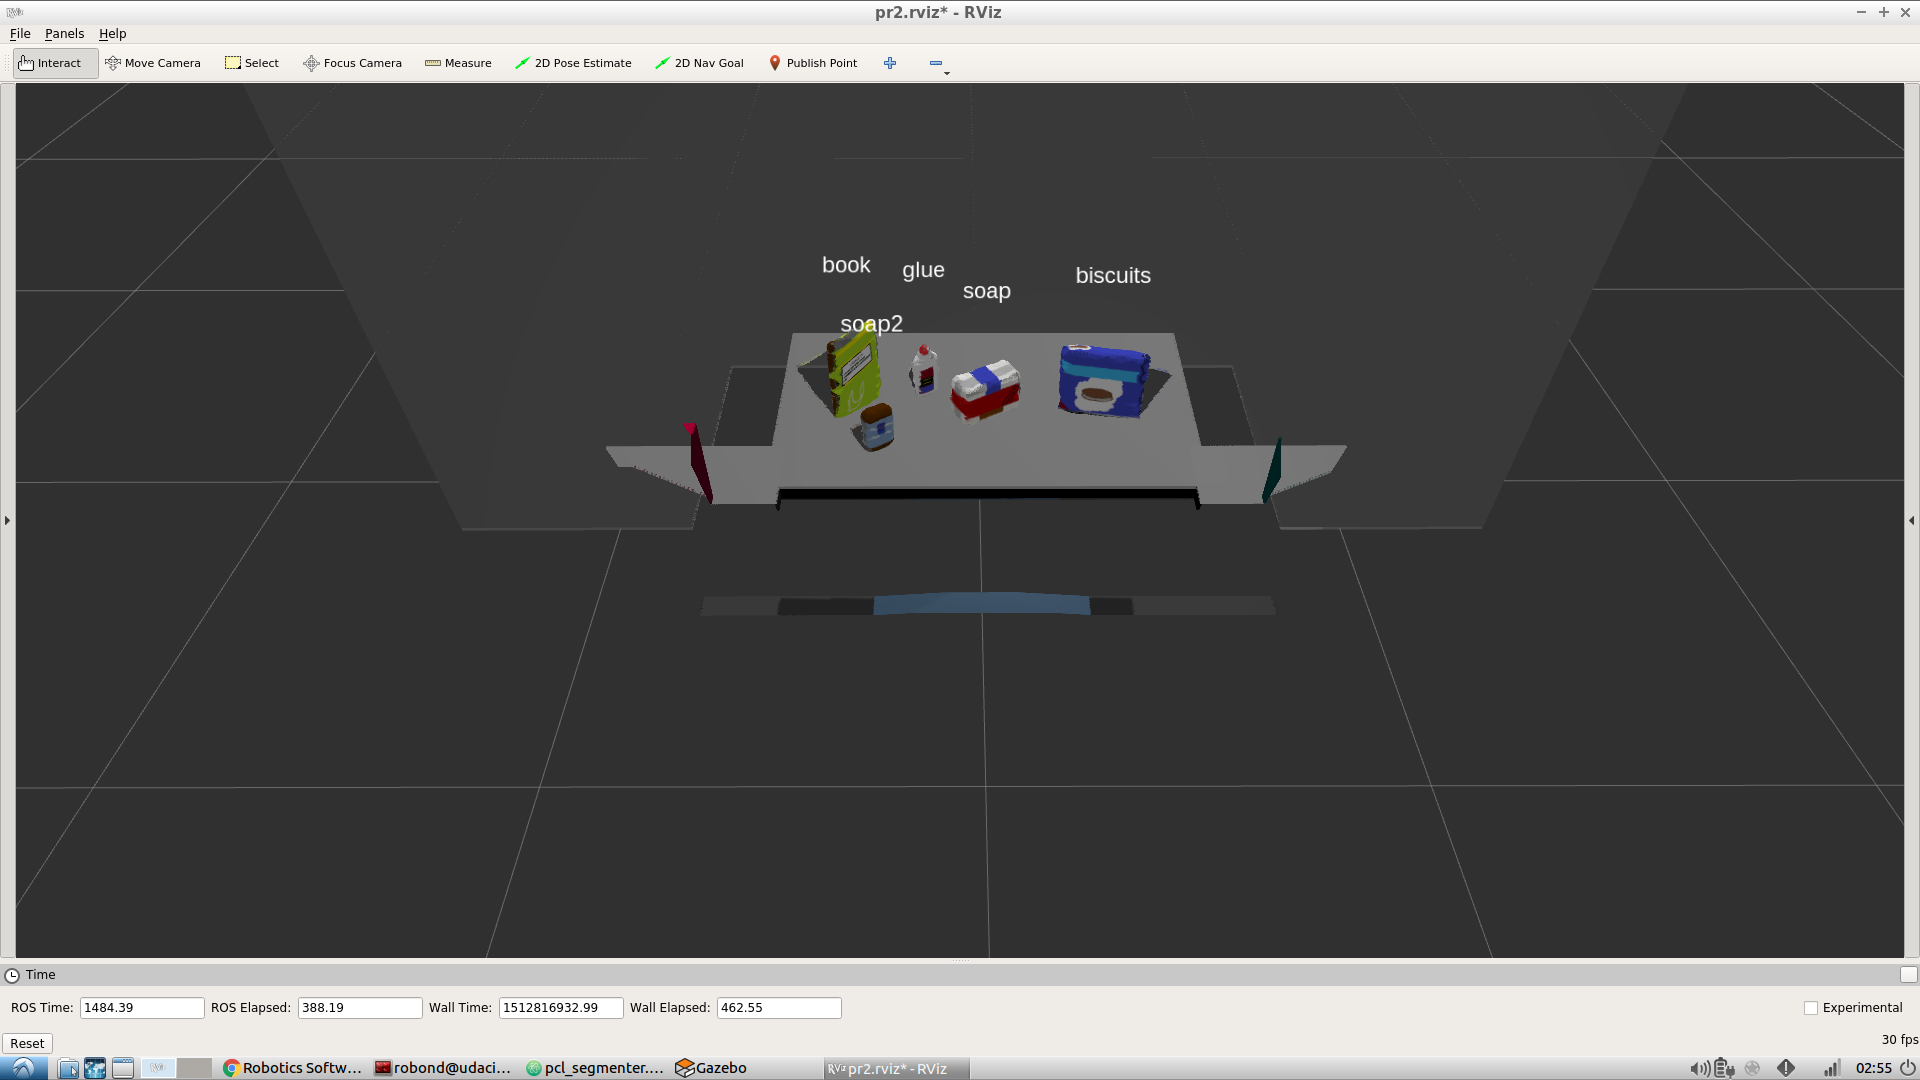 pr2.rviz* - RViz
File Panels Help
Interact Move Camera Select Focus Camera Measure 2D Pose Estimate 2D Nav Goal Publish Point
book
glue
biscuits
soap
soap2
Time
ROS Time: 1484.39 ROS Elapsed: 388.19 Wall Time: 1512816932.99 Wall Elapsed: 462.55 Experimental
Reset 30 fps
Robotics Softw... robond@udaci... pcl_segmenter.... Gazebo pr2.rviz* - RViz 02:55